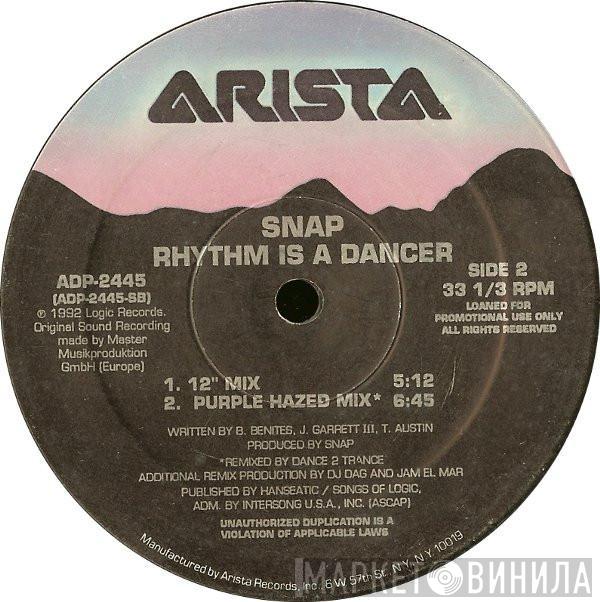 ARISTA
SNAP
RHYTHM IS A DANCER
ADP-2445
(ADP-2445-SB)
℗ 1992 Logic Records.
Original Sound Recording
made by Master
Musikproduktion
GmbH (Europe)
SIDE 2
33 1/3 RPM
LOANED FOR
PROMOTIONAL USE ONLY
ALL RIGHTS RESERVED
1. 12" MIX 5:12
2. PURPLE HAZED MIX* 6:45
WRITTEN BY B. BENITES, J. GARRETT III, T. AUSTIN
PRODUCED BY SNAP
*REMIXED BY DANCE 2 TRANCE
ADDITIONAL REMIX PRODUCTION BY DJ DAG AND JAM EL MAR
PUBLISHED BY HANSEATIC / SONGS OF LOGIC,
ADM. BY INTERSONG U.S.A., INC. (ASCAP)
UNAUTHORIZED DUPLICATION IS A
VIOLATION OF APPLICABLE LAWS
Manufactured by Arista Records, Inc., 6 W. 57th St., N.Y., N.Y. 10019
МАРКЕТ ВИНИЛА